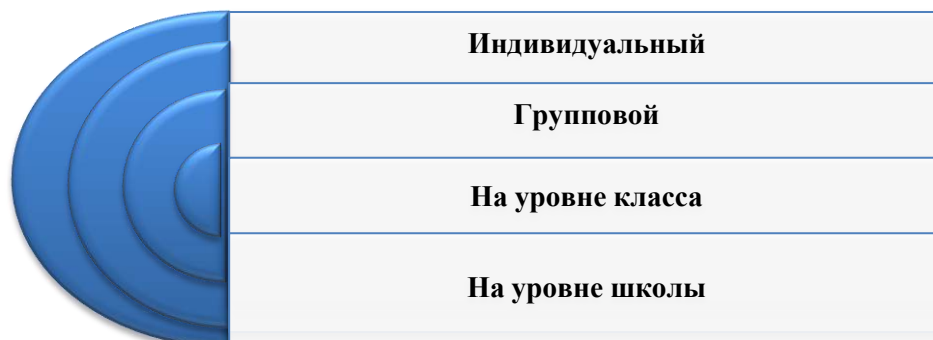 Индивидуальный
Групповой
На уровне класса
На уровне школы